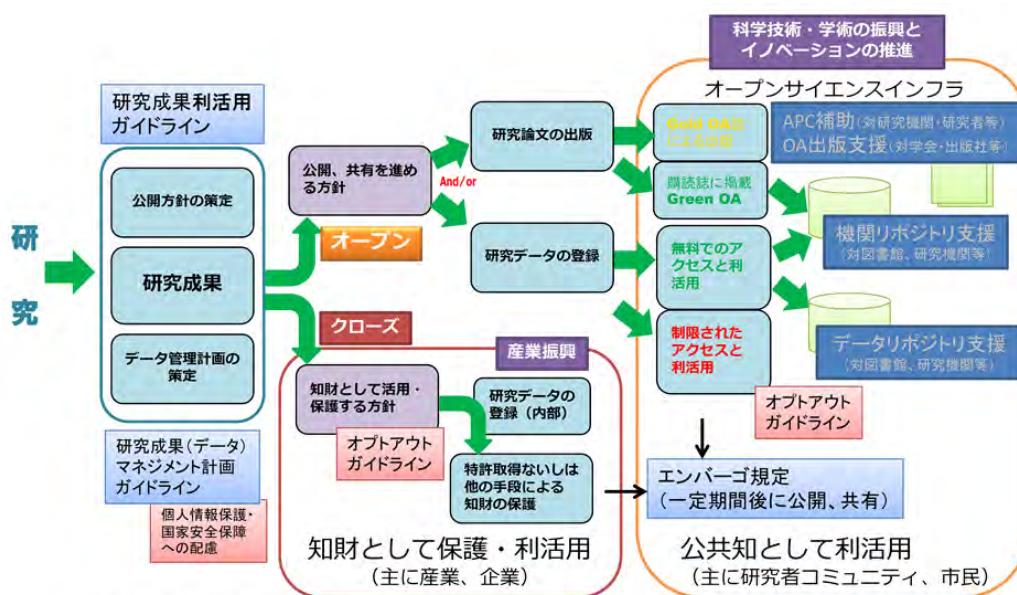 科学技術・学術の振興と
イノベーションの推進
オープンサイエンスインフラ
研究成果利活用
ガイドライン
研究
公開方針の策定
研究成果
データ管理計画の
策定
研究成果(データ)
マネジメント計画
ガイドライン
個人情報保護・
国家安全保障
への配慮
公開、共有を進め
る方針
オープン
And/or
クローズ
研究論文の出版
研究データの登録
Gold OA誌
による出版
購読誌に掲載
Green OA
無料でのア
クセスと利
活用
制限された
アクセスと
利活用
APC補助(対研究機関・研究者等)
OA出版支援(対学会・出版社等)
機関リポジトリ支援
(対図書館、研究機関等)
データリポジトリ支援
(対図書館、研究機関等)
オプトアウト
ガイドライン
産業振興
知財として活用・
保護する方針
オプトアウト
ガイドライン
研究データの
登録(内部)
特許取得ないしは
他の手段による
知財の保護
エンバーゴ規定
(一定期間後に公開、共有)
知財として保護・利活用
(主に産業、企業)
公共知として利活用
(主に研究者コミュニティ、市民)